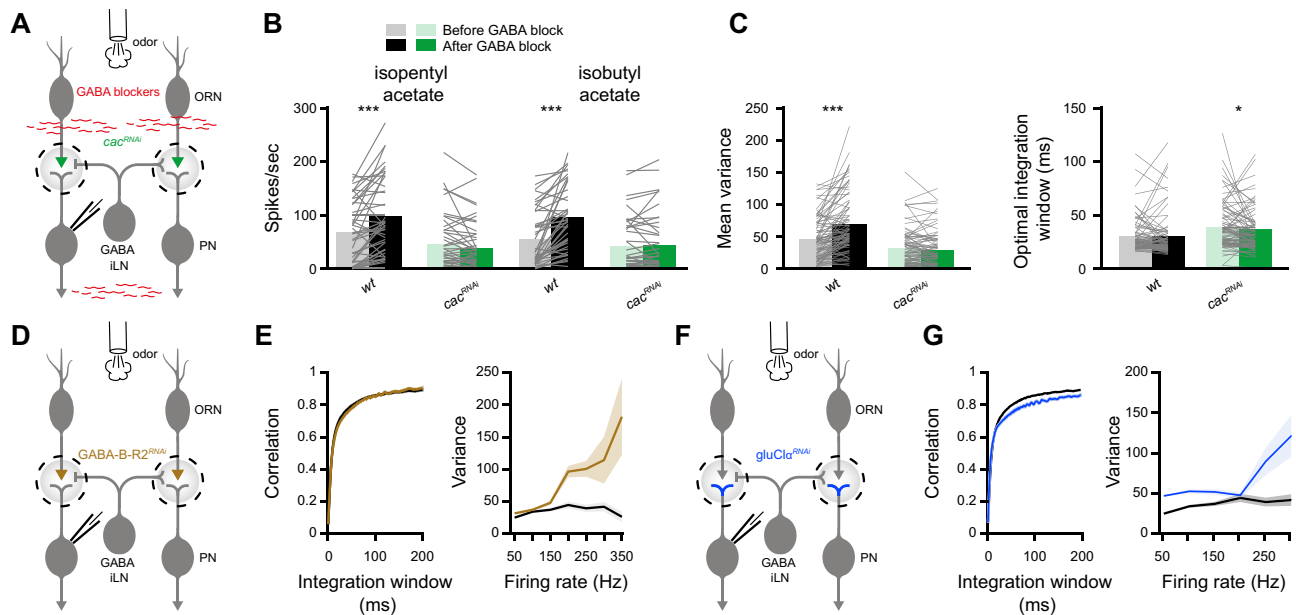 A
odor
GABA blockers
ORN
cac^RNAi
GABA
iLN
PN
B
Before GABA block
After GABA block
isopentyl
acetate
isobutyl
acetate
Spikes/sec
300
200
100
0
***
***
wt
cac^RNAi
wt
cac^RNAi
C
Mean variance
250
200
150
100
50
0
***
wt
cac^RNAi
Optimal integration
window (ms)
150
100
50
0
*
wt
cac^RNAi
D
odor
ORN
GABA-B-R2^RNAi
GABA
iLN
PN
E
Correlation
1
0.8
0.6
0.4
0.2
0
0
100
200
Integration window
(ms)
Variance
250
200
150
100
50
0
50
150
250
350
Firing rate (Hz)
F
odor
ORN
gluClα^RNAi
GABA
iLN
PN
G
Correlation
1
0.8
0.6
0.4
0.2
0
0
100
200
Integration window
(ms)
Variance
200
150
100
50
0
50
150
250
Firing rate (Hz)